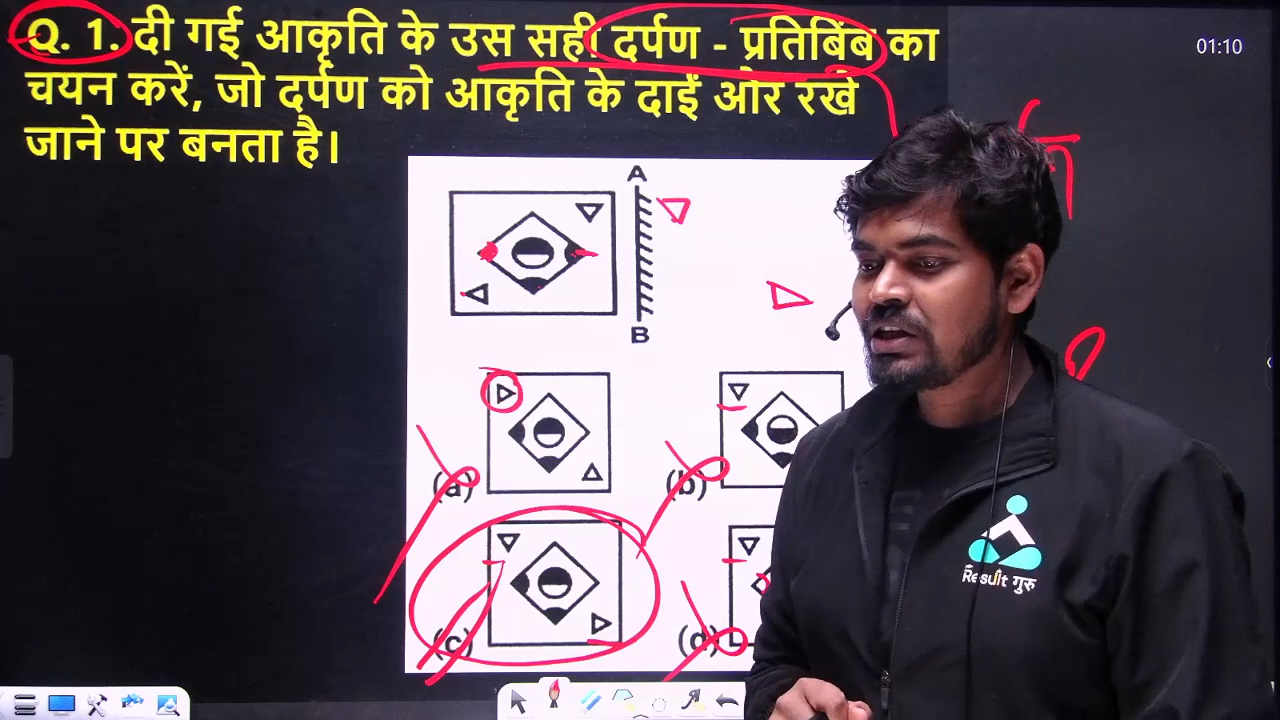 Q. 1. दी गई आकृति के उस सही दर्पण - प्रतिबिंब का
चयन करें, जो दर्पण को आकृति के दाईं ओर रखे
जाने पर बनता है।
01:10
A
B
(a)
(b)
(c)
(d)
Result गुरु